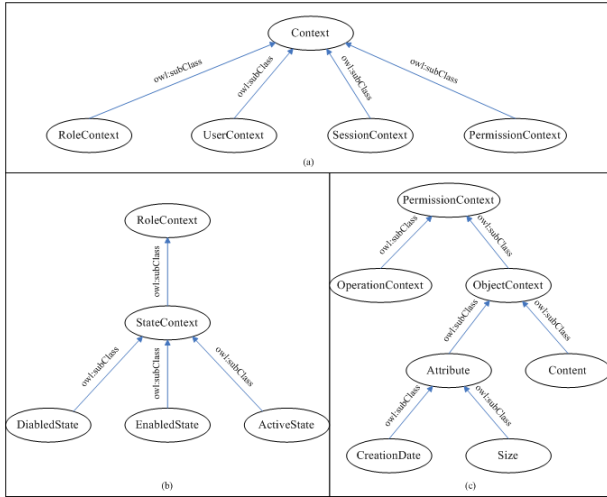 Context
owl:subClass
owl:subClass
owl:subClass
owl:subClass
RoleContext
UserContext
SessionContext
PermissionContext
(a)
RoleContext
owl:subClass
StateContext
owl:subClass
owl:subClass
owl:subClass
DiabledState
EnabledState
ActiveState
(b)
PermissionContext
owl:subClass
owl:subClass
OperationContext
ObjectContext
owl:subClass
owl:subClass
Attribute
Content
owl:subClass
owl:subClass
CreationDate
Size
(c)